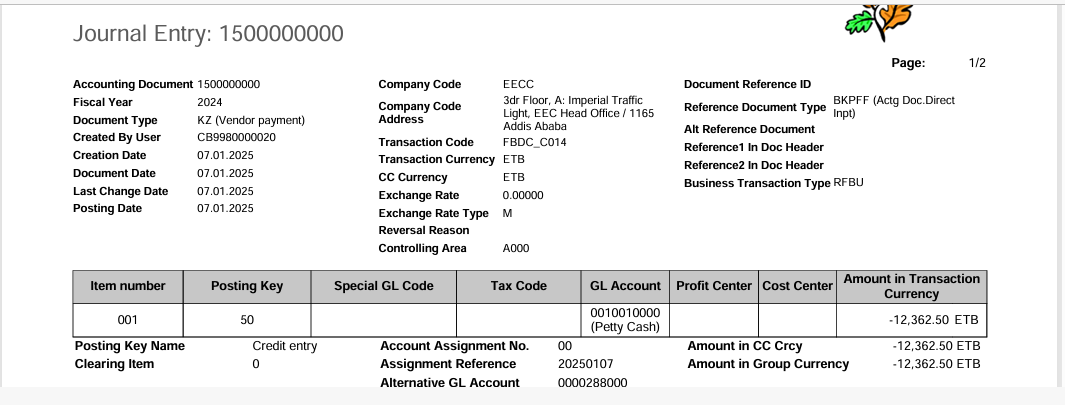 Journal Entry: 1500000000
Page: 1/2
Accounting Document 1500000000
Fiscal Year 2024
Document Type KZ (Vendor payment)
Created By User CB9980000020
Creation Date 07.01.2025
Document Date 07.01.2025
Last Change Date 07.01.2025
Posting Date 07.01.2025
Company Code EECC
Company Code Address 3dr Floor, A: Imperial Traffic
Light, EEC Head Office / 1165
Addis Ababa
Transaction Code FBDC_C014
Transaction Currency ETB
CC Currency ETB
Exchange Rate 0.00000
Exchange Rate Type M
Reversal Reason
Controlling Area A000
Document Reference ID
Reference Document Type BKPFF (Actg Doc.Direct
Inpt)
Alt Reference Document
Reference1 In Doc Header
Reference2 In Doc Header
Business Transaction Type RFBU
Item number Posting Key Special GL Code Tax Code GL Account Profit Center Cost Center Amount in Transaction
Currency
001 50 0010010000
(Petty Cash) -12,362.50 ETB
Posting Key Name Credit entry Account Assignment No. 00 Amount in CC Crcy -12,362.50 ETB
Clearing Item 0 Assignment Reference 20250107 Amount in Group Currency -12,362.50 ETB
Alternative GL Account 0000288000